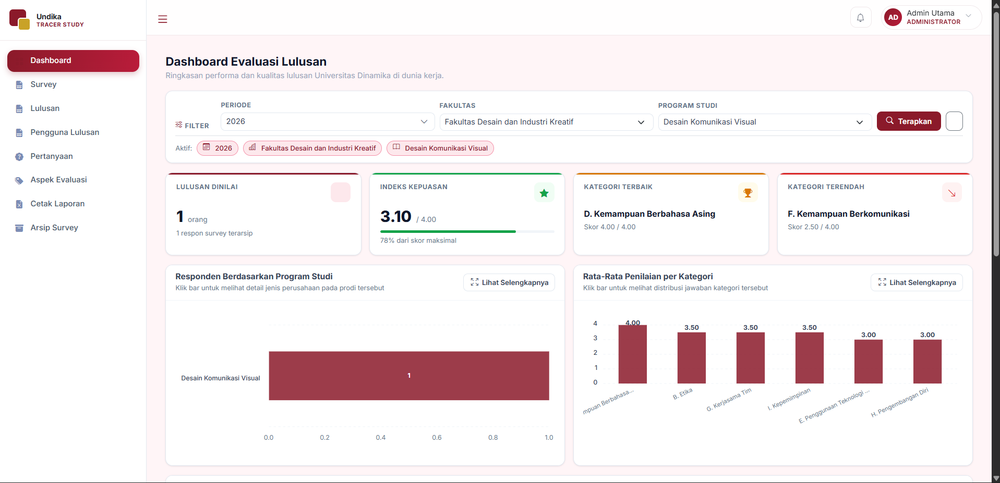 Undika
TRACER STUDY
AD
Admin Utama
ADMINISTRATOR
Dashboard
Survey
Lulusan
Pengguna Lulusan
Pertanyaan
Aspek Evaluasi
Cetak Laporan
Arsip Survey
Dashboard Evaluasi Lulusan
Ringkasan performa dan kualitas lulusan Universitas Dinamika di dunia kerja.
FILTER
PERIODE
2026
FAKULTAS
Fakultas Desain dan Industri Kreatif
PROGRAM STUDI
Desain Komunikasi Visual
Terapkan
Aktif: 2026 Fakultas Desain dan Industri Kreatif Desain Komunikasi Visual
LULUSAN DINILAI
1 orang
1 respon survey terarsip
INDEKS KEPUASAN
3.10 / 4.00
78% dari skor maksimal
KATEGORI TERBAIK
D. Kemampuan Berbahasa Asing
Skor 4.00 / 4.00
KATEGORI TERENDAH
F. Kemampuan Berkomunikasi
Skor 2.50 / 4.00
Responden Berdasarkan Program Studi
Klik bar untuk melihat detail jenis perusahaan pada prodi tersebut
Lihat Selengkapnya
Desain Komunikasi Visual
1
0.0 0.2 0.4 0.6 0.8 1.0
Rata-Rata Penilaian per Kategori
Klik bar untuk melihat distribusi jawaban kategori tersebut
Lihat Selengkapnya
4
3
2
1
0
4.00
3.50
3.50
3.50
3.00
3.00
mpuan Berbahasa...
B. Etika
G. Kerjasama Tim
I. Kepemimpinan
E. Penggunaan Teknologi ...
H. Pengembangan Diri